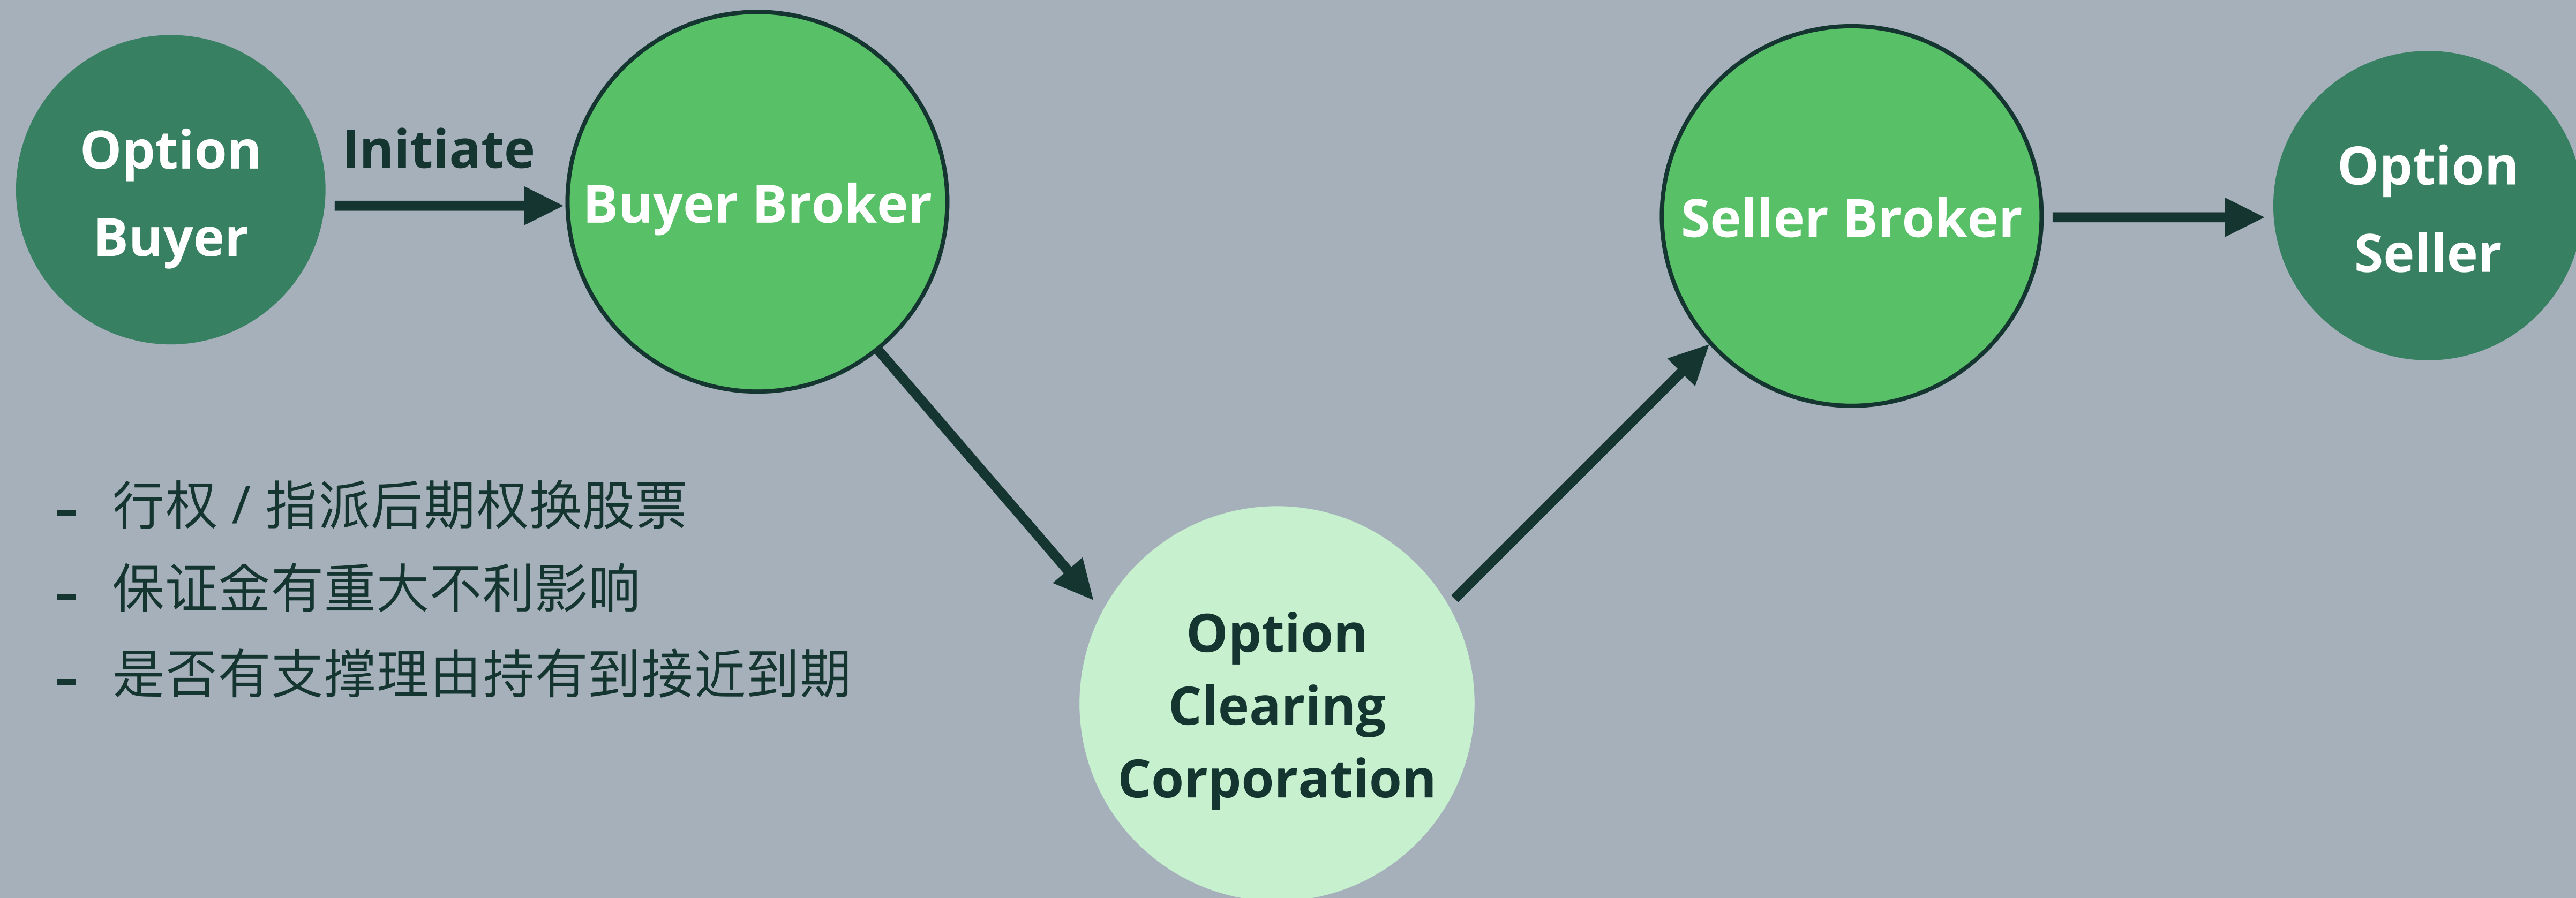 Option
Buyer
Initiate
Buyer Broker
Seller Broker
Option
Seller
- 行权 / 指派后期权换股票
- 保证金有重大不利影响
- 是否有支撑理由持有到接近到期
Option
Clearing
Corporation